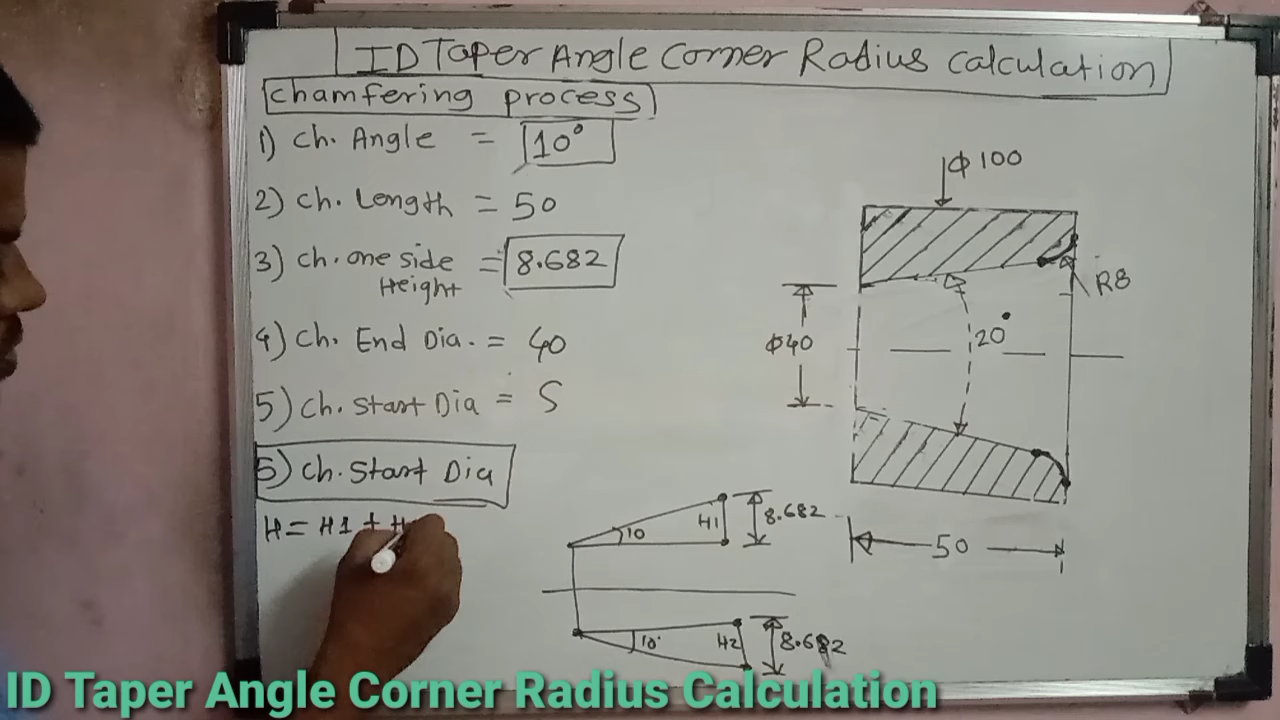 ID Taper Angle Corner Radius Calculation
Chamfering process
1) Ch. Angle = 10°
2) Ch. Length = 50
3) Ch. one side Height = 8.682
4) Ch. End Dia. = 40
5) Ch. Start Dia = S
5) Ch. Start Dia
H = H1 + H
ϕ 100
R8
ϕ40
20°
50
10
H1
8.682
10°
H2
8.682
ID Taper Angle Corner Radius Calculation